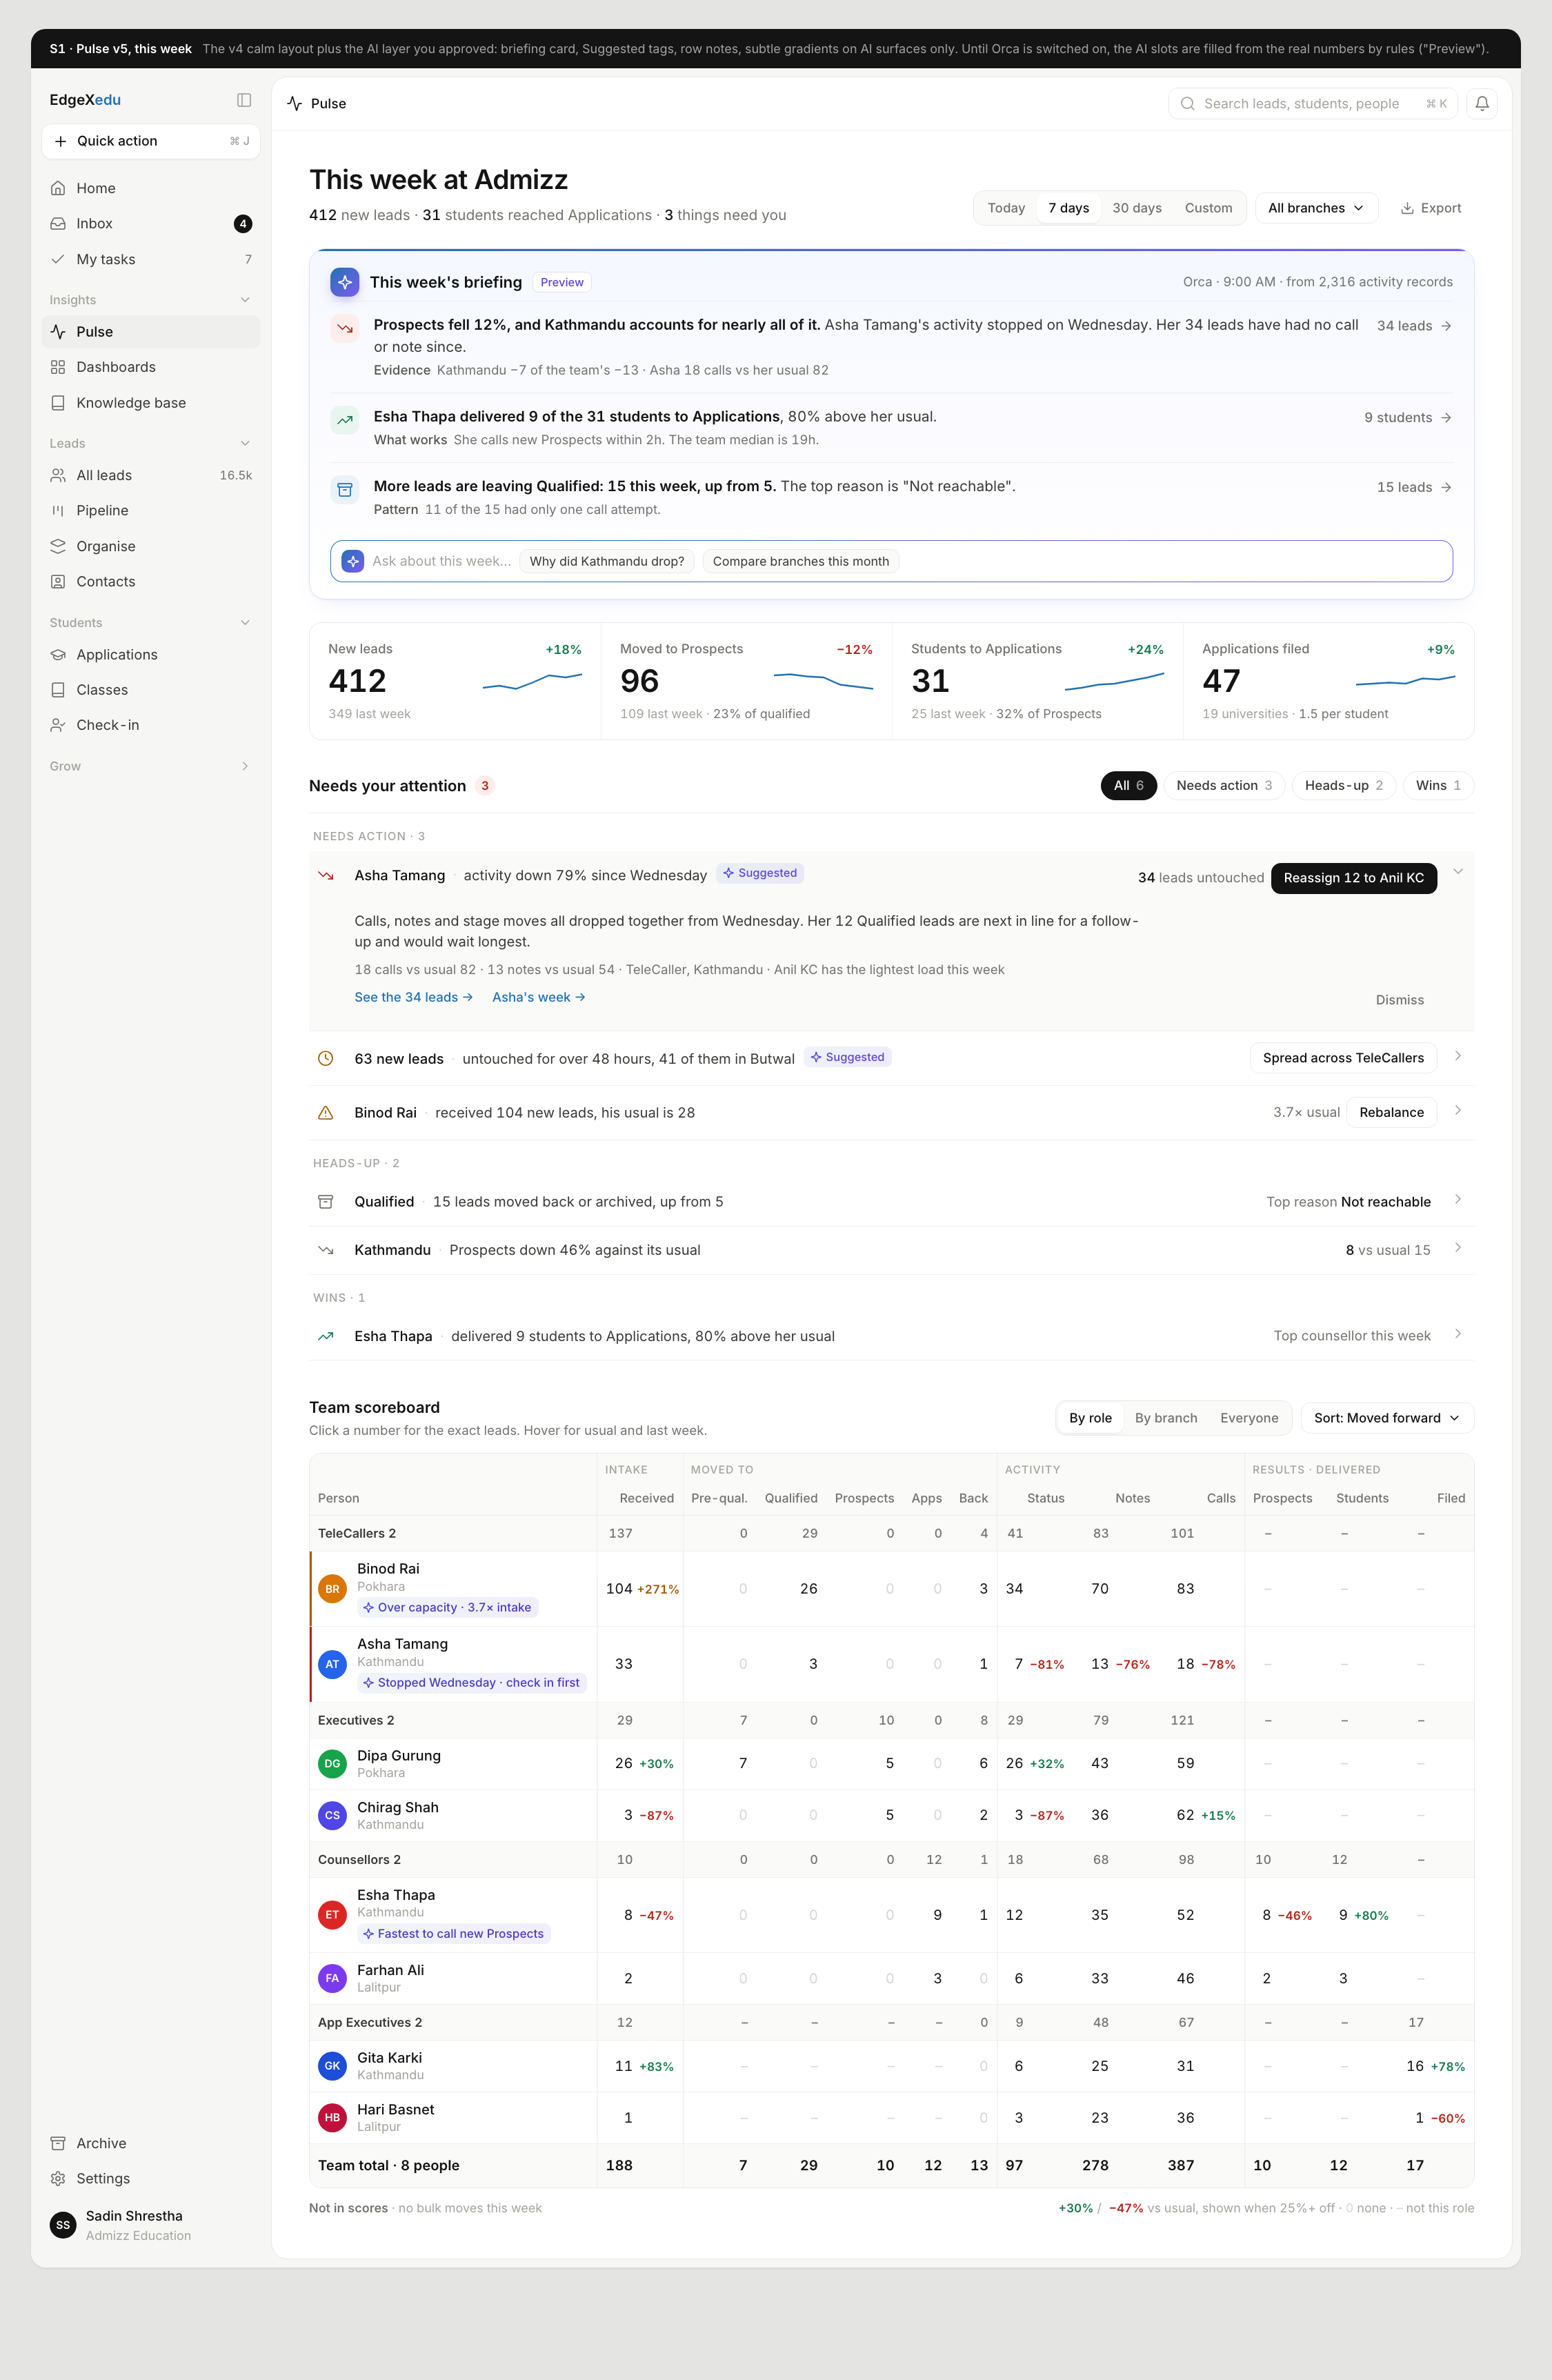 S1 · Pulse v5, this week The v4 calm layout plus the AI layer you approved: briefing card, Suggested tags, row notes, subtle gradients on AI surfaces only. Until Orca is switched on, the AI slots are filled from the real numbers by rules ("Preview").
EdgeXedu
Quick action ⌘ J
Home
Inbox 4
My tasks 7
Insights
Pulse
Dashboards
Knowledge base
Leads
All leads 16.5k
Pipeline
Organise
Contacts
Students
Applications
Classes
Check-in
Grow
Archive
Settings
SS Sadin Shrestha
Admizz Education
Pulse
Search leads, students, people ⌘ K
This week at Admizz
412 new leads · 31 students reached Applications · 3 things need you
Today 7 days 30 days Custom All branches Export
This week's briefing Preview Orca · 9:00 AM · from 2,316 activity records
Prospects fell 12%, and Kathmandu accounts for nearly all of it. Asha Tamang's activity stopped on Wednesday. Her 34 leads have had no call 34 leads →
or note since.
Evidence Kathmandu −7 of the team's −13 · Asha 18 calls vs her usual 82
Esha Thapa delivered 9 of the 31 students to Applications, 80% above her usual. 9 students →
What works She calls new Prospects within 2h. The team median is 19h.
More leads are leaving Qualified: 15 this week, up from 5. The top reason is "Not reachable". 15 leads →
Pattern 11 of the 15 had only one call attempt.
Ask about this week... Why did Kathmandu drop? Compare branches this month
New leads +18%
412
349 last week
Moved to Prospects −12%
96
109 last week · 23% of qualified
Students to Applications +24%
31
25 last week · 32% of Prospects
Applications filed +9%
47
19 universities · 1.5 per student
Needs your attention 3 All 6 Needs action 3 Heads-up 2 Wins 1
NEEDS ACTION · 3
Asha Tamang · activity down 79% since Wednesday Suggested 34 leads untouched Reassign 12 to Anil KC
Calls, notes and stage moves all dropped together from Wednesday. Her 12 Qualified leads are next in line for a follow-
up and would wait longest.
18 calls vs usual 82 · 13 notes vs usual 54 · TeleCaller, Kathmandu · Anil KC has the lightest load this week
See the 34 leads → Asha's week → Dismiss
63 new leads · untouched for over 48 hours, 41 of them in Butwal Suggested Spread across TeleCallers
Binod Rai · received 104 new leads, his usual is 28 3.7× usual Rebalance
HEADS-UP · 2
Qualified · 15 leads moved back or archived, up from 5 Top reason Not reachable
Kathmandu · Prospects down 46% against its usual 8 vs usual 15
WINS · 1
Esha Thapa · delivered 9 students to Applications, 80% above her usual Top counsellor this week
Team scoreboard
Click a number for the exact leads. Hover for usual and last week.
By role By branch Everyone Sort: Moved forward
INTAKE MOVED TO ACTIVITY RESULTS · DELIVERED
Person Received Pre-qual. Qualified Prospects Apps Back Status Notes Calls Prospects Students Filed
TeleCallers 2 137 0 29 0 0 4 41 83 101 – – –
BR Binod Rai
Pokhara
Over capacity · 3.7× intake
104 +271% 0 26 0 0 3 34 70 83 – – –
AT Asha Tamang
Kathmandu
Stopped Wednesday · check in first
33 0 3 0 0 1 7 −81% 13 −76% 18 −78% – – –
Executives 2 29 7 0 10 0 8 29 79 121 – – –
DG Dipa Gurung
Pokhara
26 +30% 7 0 5 0 6 26 +32% 43 59 – – –
CS Chirag Shah
Kathmandu
3 −87% 0 0 5 0 2 3 −87% 36 62 +15% – – –
Counsellors 2 10 0 0 0 12 1 18 68 98 10 12 –
ET Esha Thapa
Kathmandu
Fastest to call new Prospects
8 −47% 0 0 0 9 1 12 35 52 8 −46% 9 +80% –
FA Farhan Ali
Lalitpur
2 0 0 0 3 0 6 33 46 2 3 –
App Executives 2 12 – – – – 0 9 48 67 – – 17
GK Gita Karki
Kathmandu
11 +83% – – – – 0 6 25 31 – – 16 +78%
HB Hari Basnet
Lalitpur
1 – – – – 0 3 23 36 – – 1 −60%
Team total · 8 people 188 7 29 10 12 13 97 278 387 10 12 17
Not in scores · no bulk moves this week +30% / −47% vs usual, shown when 25%+ off · 0 none · – not this role